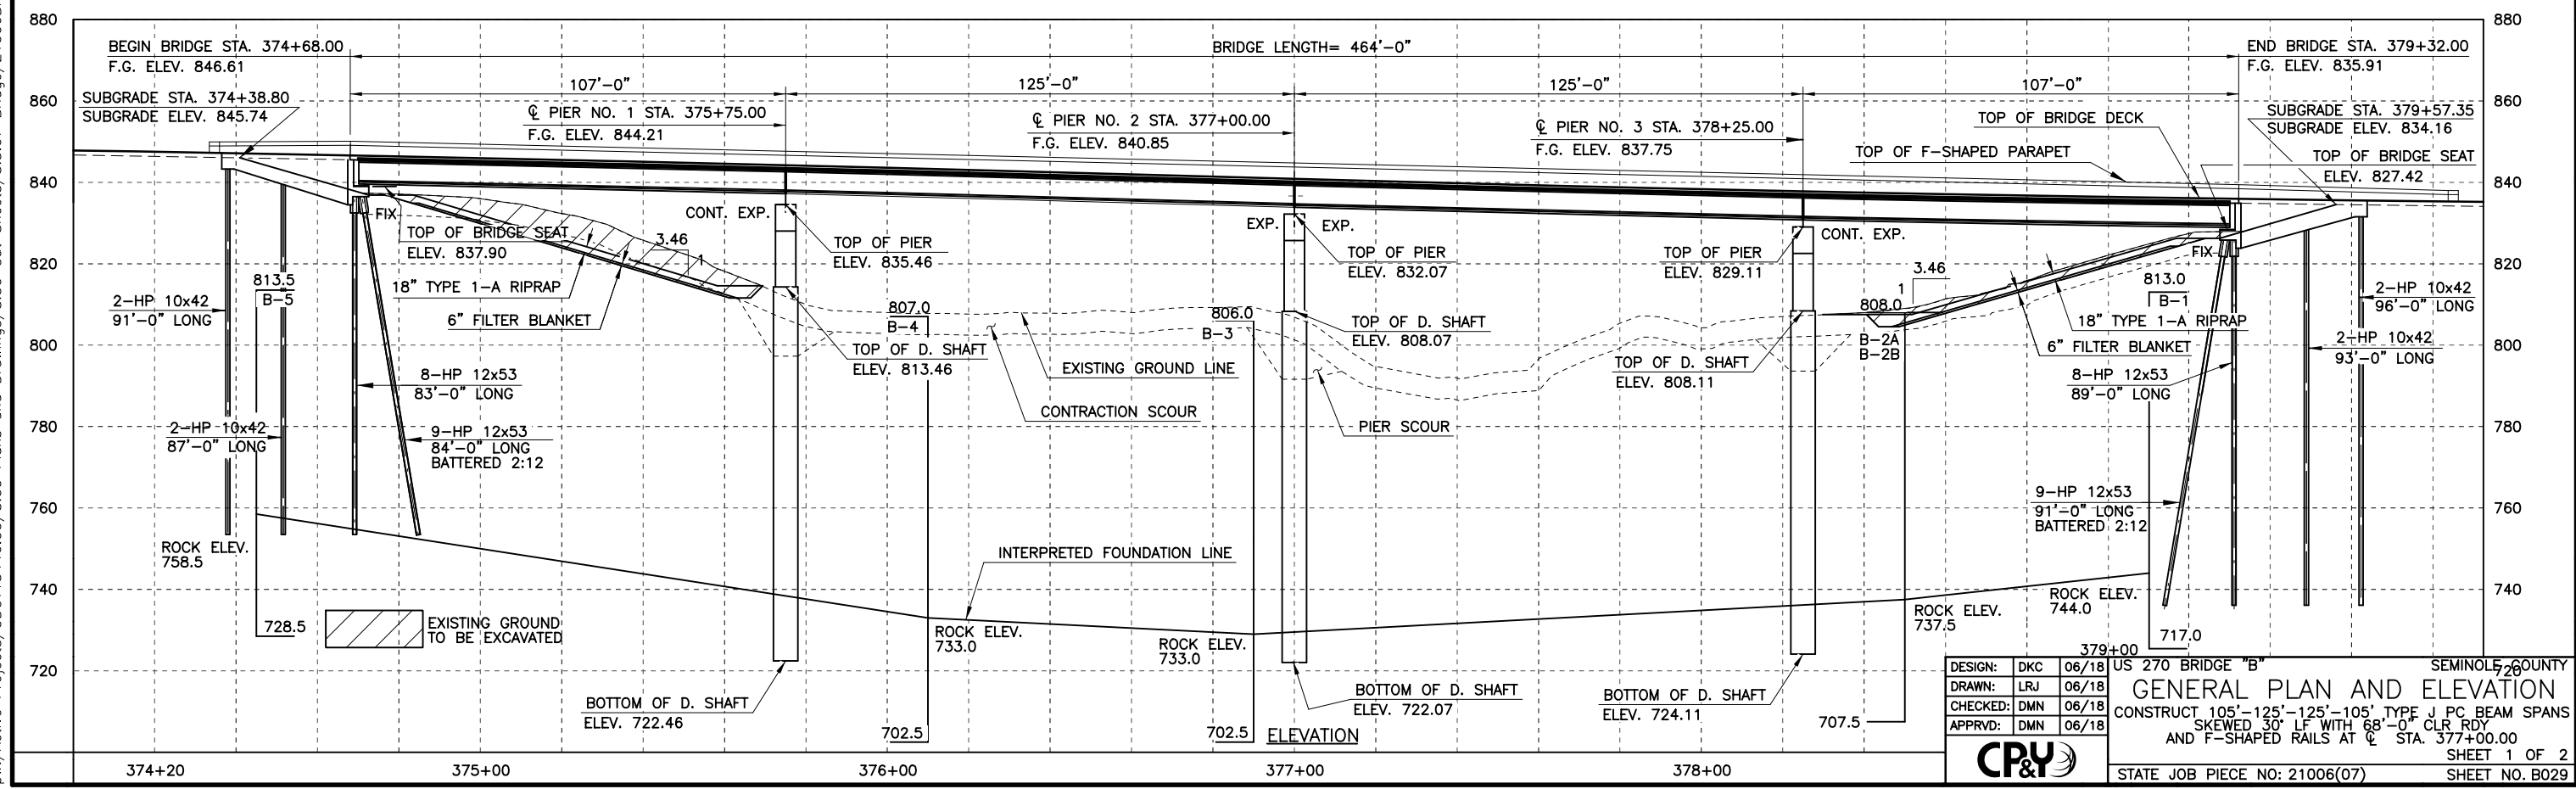 880
880
BEGIN BRIDGE STA. 374+68.00
F.G. ELEV. 846.61
BRIDGE LENGTH= 464'-0"
END BRIDGE STA. 379+32.00
F.G. ELEV. 835.91
107'-0"
125'-0"
125'-0"
107'-0"
860
860
SUBGRADE STA. 374+38.80
SUBGRADE ELEV. 845.74
℄ PIER NO. 1 STA. 375+75.00
F.G. ELEV. 844.21
℄ PIER NO. 2 STA. 377+00.00
F.G. ELEV. 840.85
℄ PIER NO. 3 STA. 378+25.00
F.G. ELEV. 837.75
TOP OF BRIDGE DECK
SUBGRADE STA. 379+57.35
SUBGRADE ELEV. 834.16
TOP OF F-SHAPED PARAPET
TOP OF BRIDGE SEAT
ELEV. 827.42
840
840
FIX
CONT. EXP.
EXP.
EXP.
CONT. EXP.
FIX
TOP OF BRIDGE SEAT
ELEV. 837.90
3.46
1
TOP OF PIER
ELEV. 835.46
TOP OF PIER
ELEV. 832.07
TOP OF PIER
ELEV. 829.11
3.46
1
820
820
813.5
B-5
18" TYPE 1-A RIPRAP
6" FILTER BLANKET
2-HP 10x42
91'-0" LONG
807.0
B-4
806.0
B-3
808.0
B-2A
B-2B
813.0
B-1
18" TYPE 1-A RIPRAP
6" FILTER BLANKET
2-HP 10x42
96'-0" LONG
TOP OF D. SHAFT
ELEV. 813.46
TOP OF D. SHAFT
ELEV. 808.07
TOP OF D. SHAFT
ELEV. 808.11
2-HP 10x42
93'-0" LONG
800
800
EXISTING GROUND LINE
CONTRACTION SCOUR
PIER SCOUR
8-HP 12x53
83'-0" LONG
8-HP 12x53
89'-0" LONG
780
780
2-HP 10x42
87'-0" LONG
9-HP 12x53
84'-0" LONG
BATTERED 2:12
9-HP 12x53
91'-0" LONG
BATTERED 2:12
760
760
ROCK ELEV.
758.5
INTERPRETED FOUNDATION LINE
740
740
EXISTING GROUND
TO BE EXCAVATED
728.5
ROCK ELEV.
733.0
ROCK ELEV.
733.0
ROCK ELEV.
737.5
ROCK ELEV.
744.0
717.0
379+00
720
720
BOTTOM OF D. SHAFT
ELEV. 722.46
BOTTOM OF D. SHAFT
ELEV. 722.07
BOTTOM OF D. SHAFT
ELEV. 724.11
702.5
702.5
707.5
ELEVATION
374+20
375+00
376+00
377+00
378+00
DESIGN: DKC 06/18
DRAWN: LRJ 06/18
CHECKED: DMN 06/18
APPRVD: DMN 06/18
CP&Y
US 270 BRIDGE "B" SEMINOLE COUNTY
GENERAL PLAN AND ELEVATION
CONSTRUCT 105'-125'-125'-105' TYPE J PC BEAM SPANS
SKEWED 30° LF WITH 68'-0" CLR RDY
AND F-SHAPED RAILS AT ℄ STA. 377+00.00
SHEET 1 OF 2
STATE JOB PIECE NO: 21006(07) SHEET NO. B029